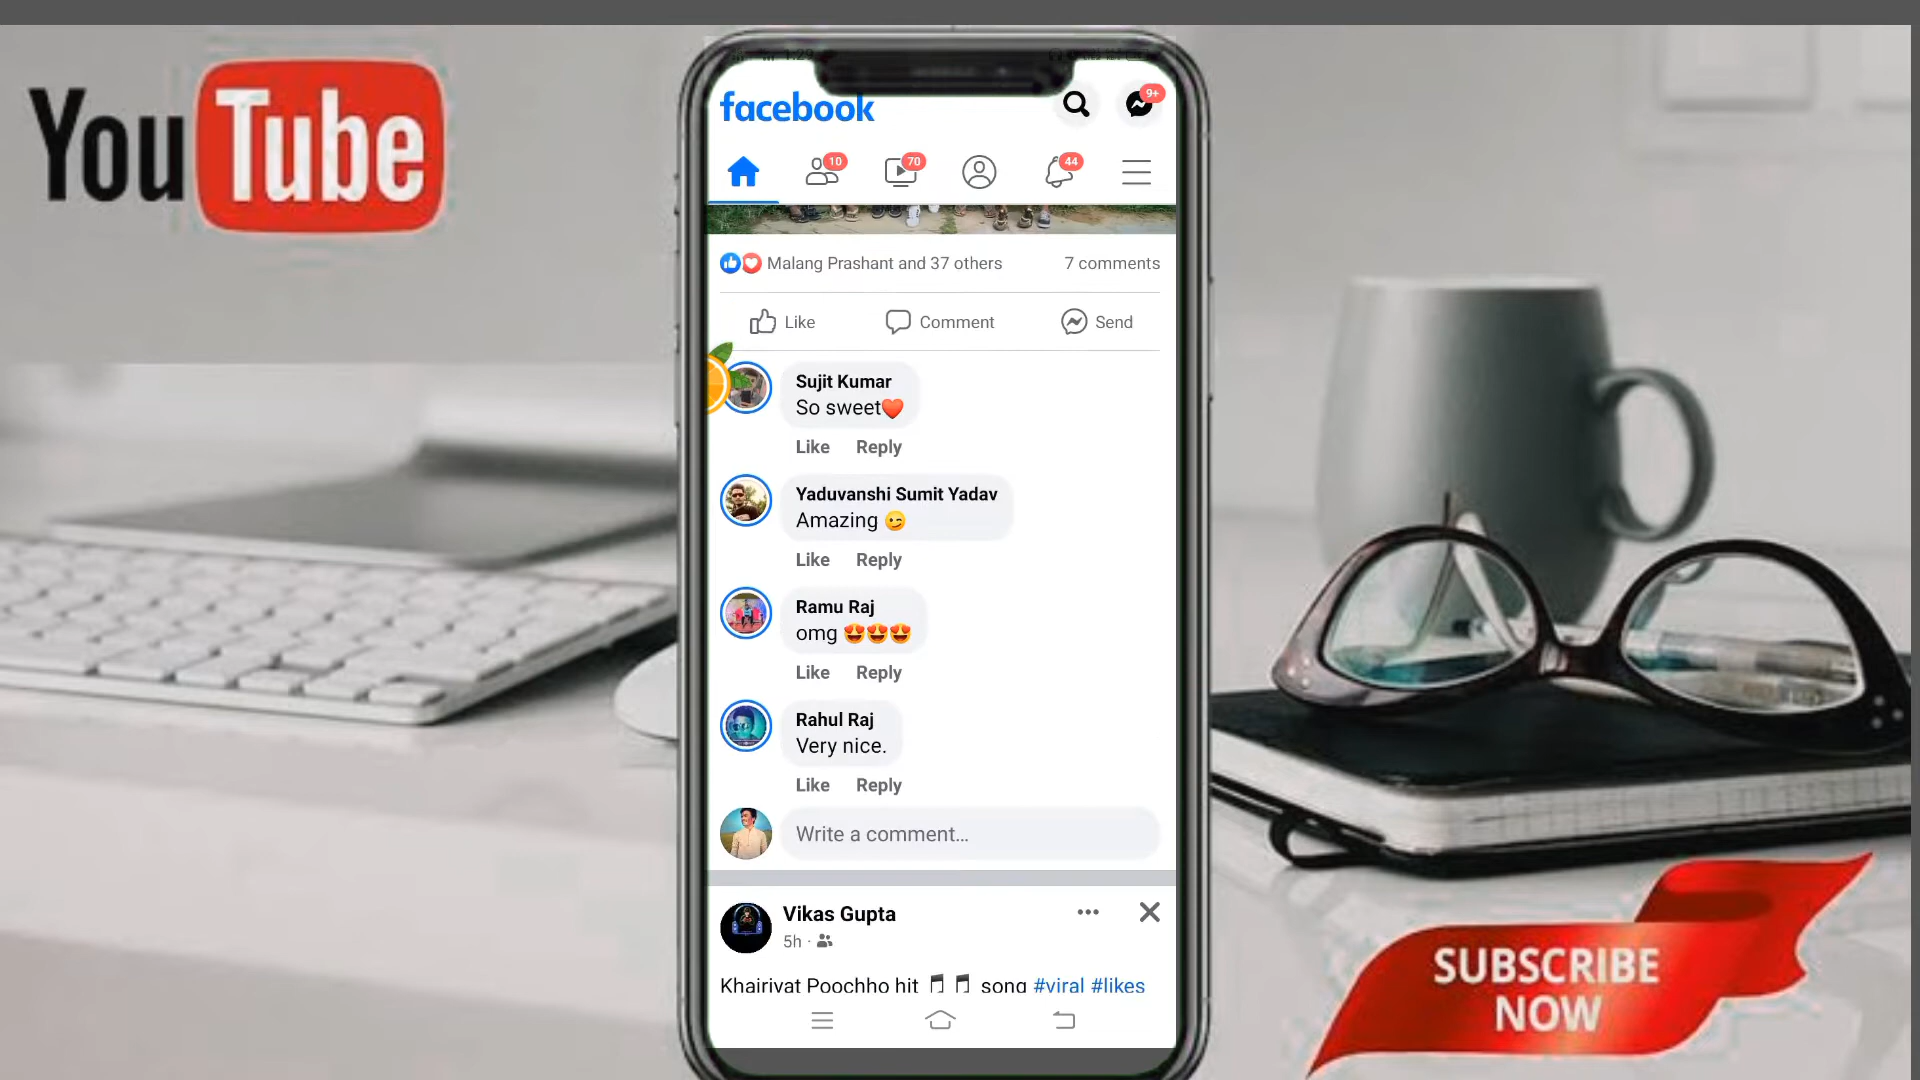 YouTube
facebook
9+
10
70
44
Malang Prashant and 37 others
7 comments
Like
Comment
Send
Sujit Kumar
So sweet❤️
Like Reply
Yaduvanshi Sumit Yadav
Amazing 😉
Like Reply
Ramu Raj
omg 😍😍😍
Like Reply
Rahul Raj
Very nice.
Like Reply
Write a comment...
Vikas Gupta
5h ·
Khairiyat Poochho hit 🎵 🎵 song #viral #likes
SUBSCRIBE
NOW